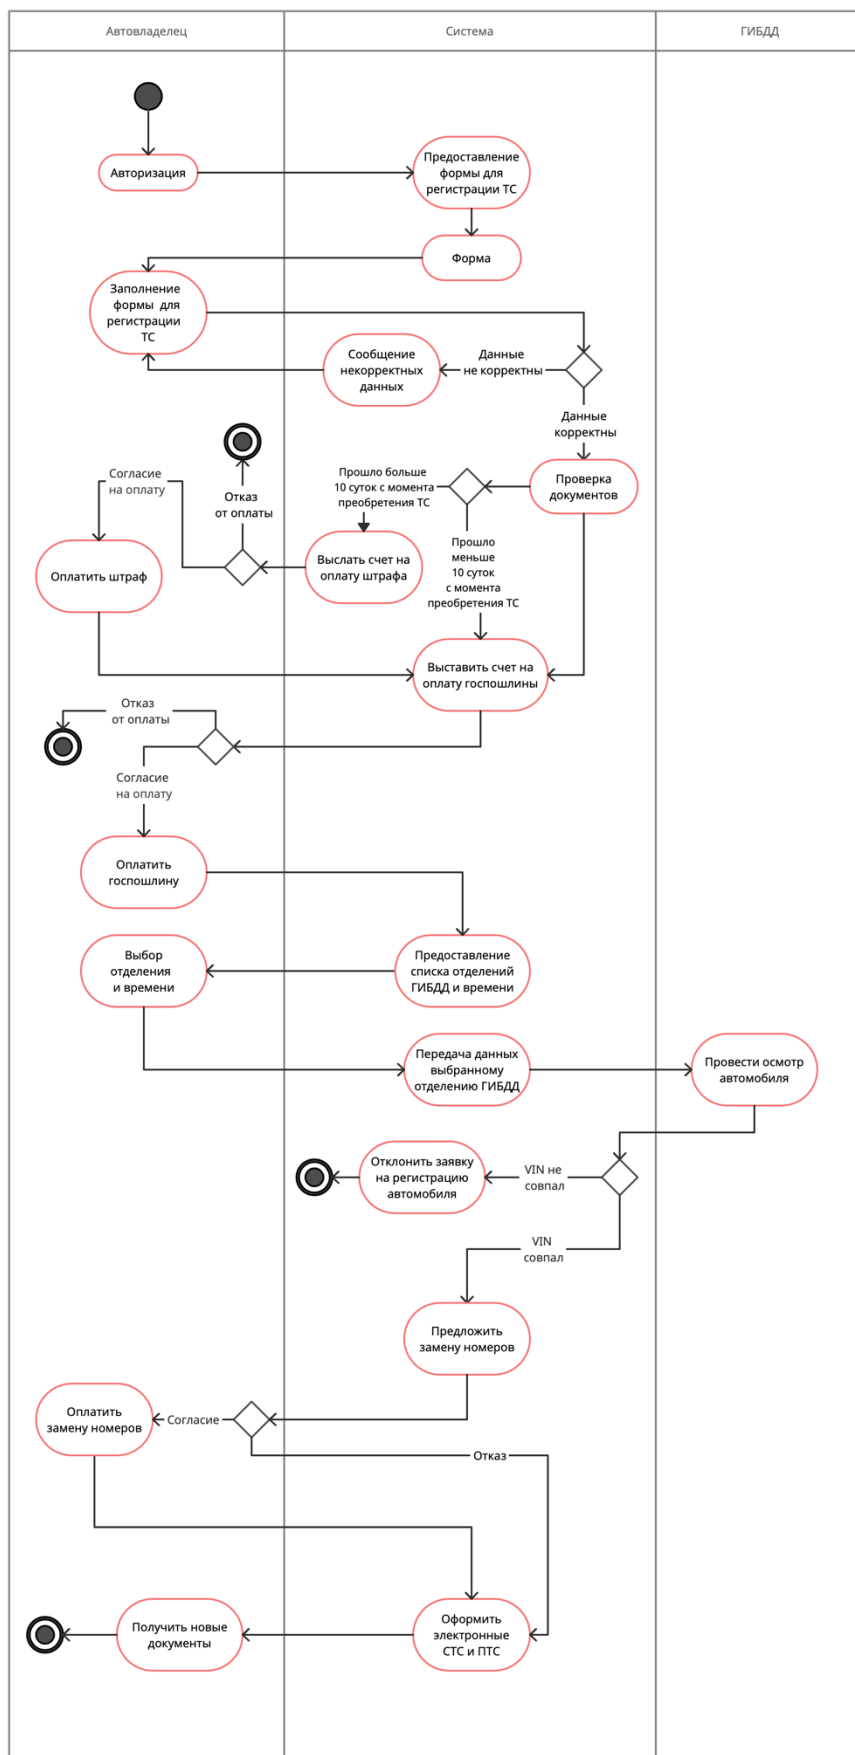 Автовладелец
Система
ГИБДД
Авторизация
Предоставление
формы для
регистрации ТС
Форма
Заполнение
формы для
регистрации
ТС
Сообщение
некорректных
данных
Данные
не корректны
Данные
корректны
Проверка
документов
Прошло больше
10 суток с момента
преобретения ТС
Согласие
на оплату
Отказ
от оплаты
Прошло
меньше
10 суток
с момента
преобретения ТС
Оплатить штраф
Выслать счет на
оплату штрафа
Выставить счет на
оплату госпошлины
Отказ
от оплаты
Согласие
на оплату
Оплатить
госпошлину
Выбор
отделения
и времени
Предоставление
списка отделений
ГИБДД и времени
Передача данных
выбранному
отделению ГИБДД
Провести осмотр
автомобиля
Отклонить заявку
на регистрацию
автомобиля
VIN не
совпал
VIN
совпал
Предложить
замену номеров
Оплатить
замену номеров
Согласие
Отказ
Получить новые
документы
Оформить
электронные
СТС и ПТС